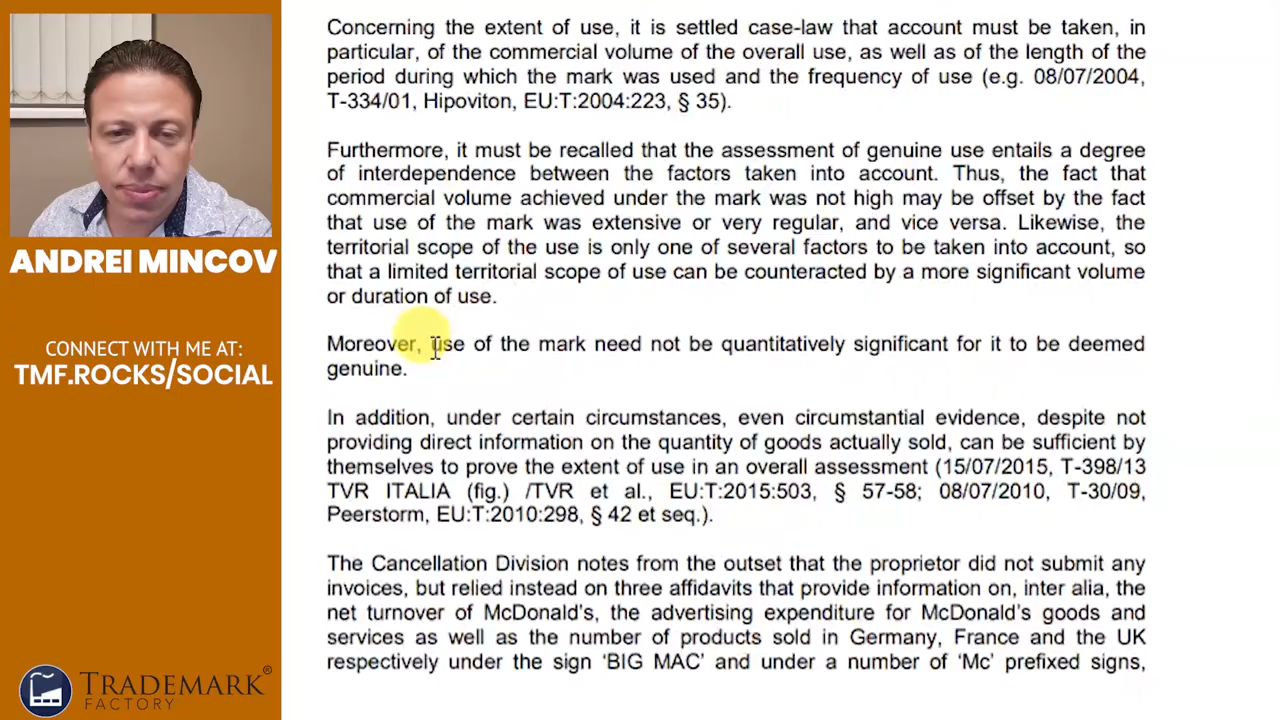 ANDREI MINCOV
CONNECT WITH ME AT:
TMF.ROCKS/SOCIAL
TRADEMARK®
FACTORY
Concerning the extent of use, it is settled case-law that account must be taken, in
particular, of the commercial volume of the overall use, as well as of the length of the
period during which the mark was used and the frequency of use (e.g. 08/07/2004,
T-334/01, Hipoviton, EU:T:2004:223, § 35).
Furthermore, it must be recalled that the assessment of genuine use entails a degree
of interdependence between the factors taken into account. Thus, the fact that
commercial volume achieved under the mark was not high may be offset by the fact
that use of the mark was extensive or very regular, and vice versa. Likewise, the
territorial scope of the use is only one of several factors to be taken into account, so
that a limited territorial scope of use can be counteracted by a more significant volume
or duration of use.
Moreover, use of the mark need not be quantitatively significant for it to be deemed
genuine.
In addition, under certain circumstances, even circumstantial evidence, despite not
providing direct information on the quantity of goods actually sold, can be sufficient by
themselves to prove the extent of use in an overall assessment (15/07/2015, T-398/13
TVR ITALIA (fig.) /TVR et al., EU:T:2015:503, § 57-58; 08/07/2010, T-30/09,
Peerstorm, EU:T:2010:298, § 42 et seq.).
The Cancellation Division notes from the outset that the proprietor did not submit any
invoices, but relied instead on three affidavits that provide information on, inter alia, the
net turnover of McDonald's, the advertising expenditure for McDonald's goods and
services as well as the number of products sold in Germany, France and the UK
respectively under the sign 'BIG MAC' and under a number of 'Mc' prefixed signs,